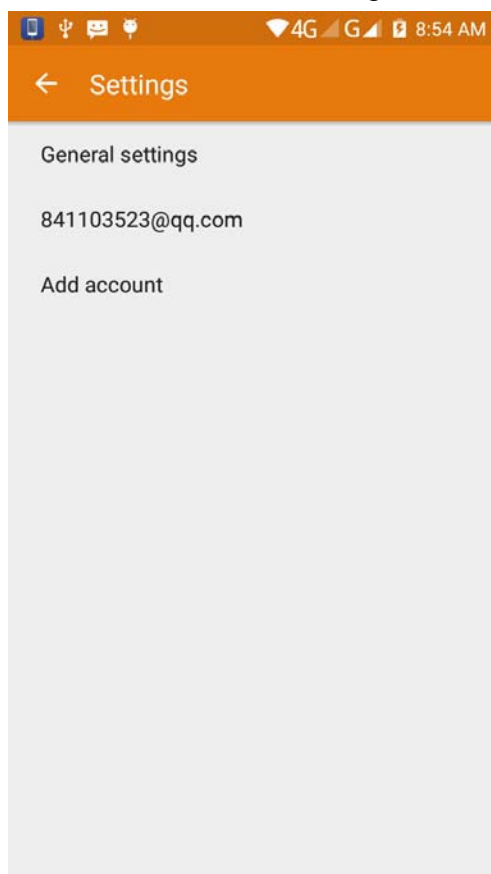 4G G 8:54 AM
Settings
General settings
841103523@qq.com
Add account